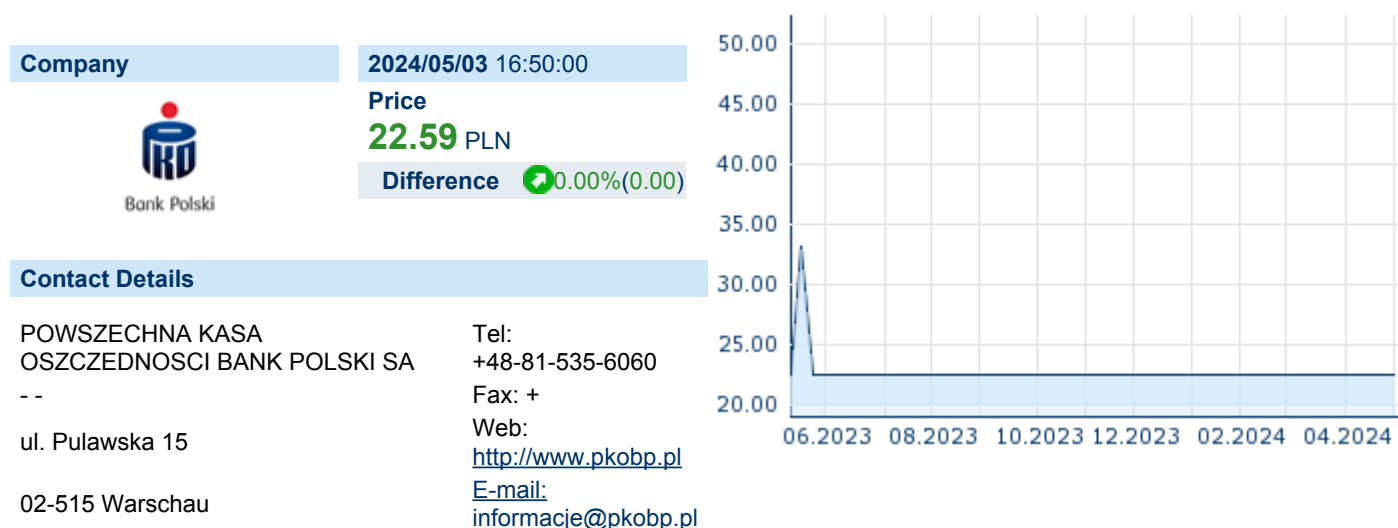 Company
2024/05/03 16:50:00
PKO
Bank Polski
Price
22.59 PLN
Difference 0.00%(0.00)
Contact Details
POWSZECHNA KASA
OSZCZEDNOSCI BANK POLSKI SA
- -
ul. Pulawska 15
02-515 Warschau
Tel:
+48-81-535-6060
Fax: +
Web:
http://www.pkobp.pl
E-mail:
informacje@pkobp.pl
50.00
45.00
40.00
35.00
30.00
25.00
20.00
06.2023 08.2023 10.2023 12.2023 02.2024 04.2024